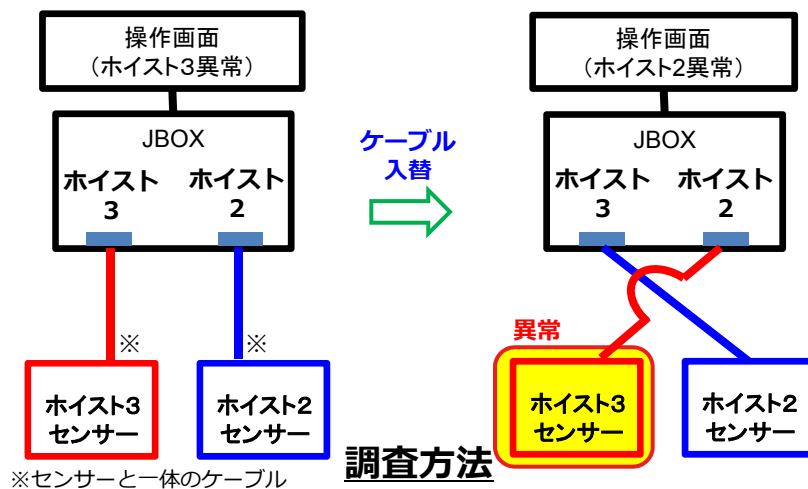 操作画面
（ホイスト３異常）
JBOX
ホイスト
3
ホイスト
2
※
※
ホイスト３
センサー
ホイスト2
センサー
※センサーと一体のケーブル
ケーブル
入替
調査方法
操作画面
（ホイスト２異常）
JBOX
ホイスト
3
ホイスト
2
異常
ホイスト３
センサー
ホイスト2
センサー